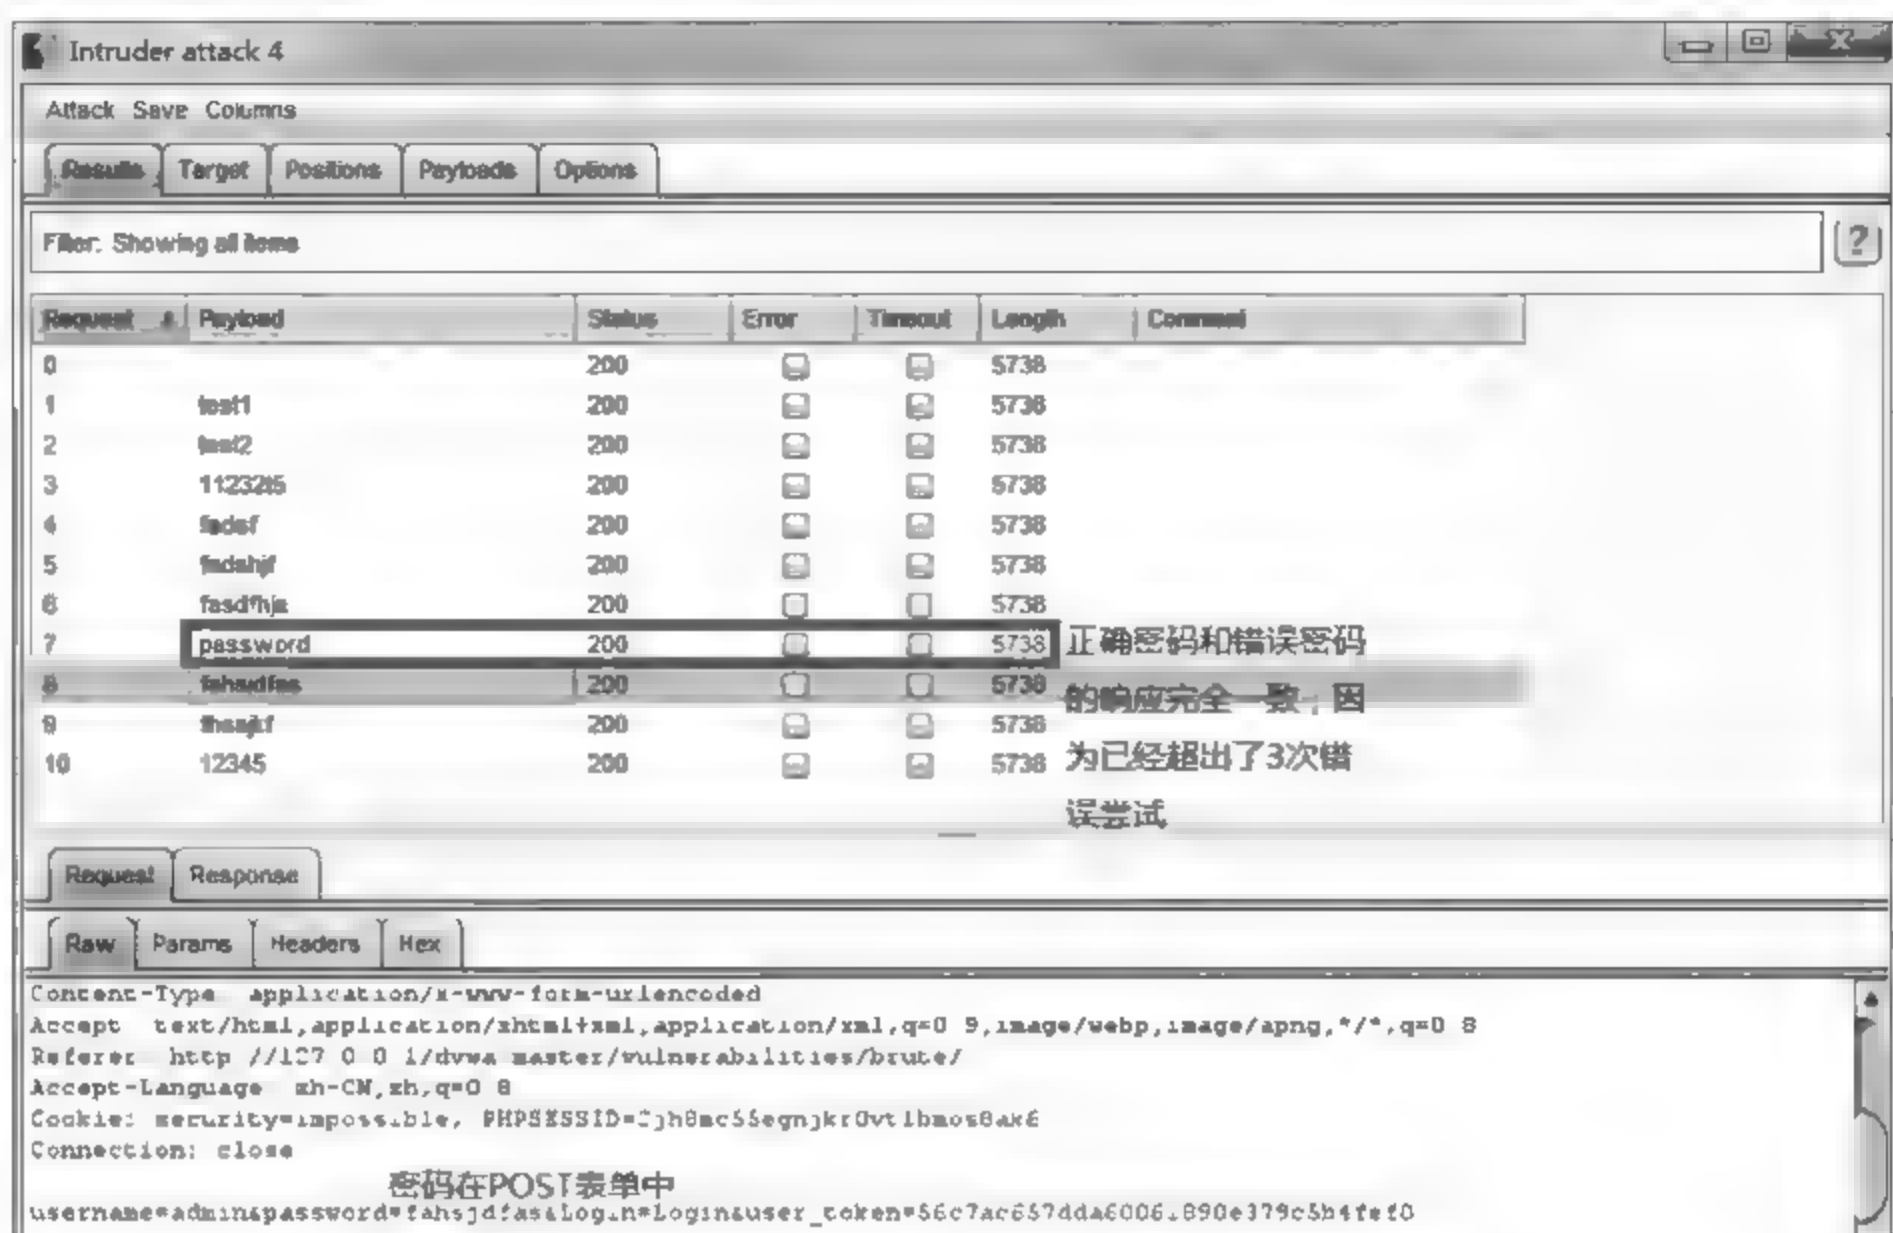 Intruder attack 4
Attack Save Columns
Results Target Positions Payloads Options
Filter: Showing all items
?
Request Payload Status Error Timeout Length Comment
0 200 5738
1 test1 200 5738
2 test2 200 5738
3 200 5738
4 200 5738
5 200 5738
6 200 5738
7 password 200 5738
8 200 5738
9 200 5738
10 12345 200 5738
正确密码和错误密码
的响应完全一致,因
为已经超出了3次错
误尝试
Request Response
Raw Params Headers Hex
Content-Type application/x-www-form-urlencoded
Accept text/html,application/xhtml+xml,application/xml,q=0 9,image/webp,image/apng,*/*,q=0 8
Referer http //127 0 0 1/dvwa master/vulnerabilities/brute/
Accept-Language zh-CN,zh,q=0 8
Cookie: security=impossible,
Connection: close
密码在POST表单中
username=admin&password=fahsjdfas&Login=Login&user_token=